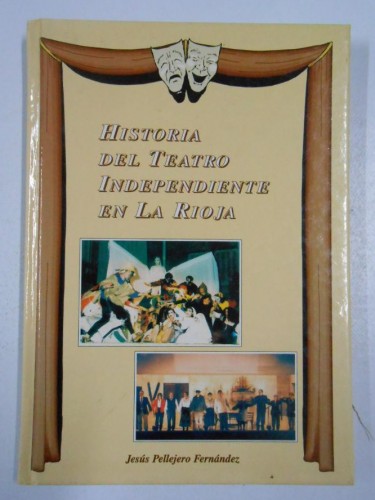 HISTORIA
DEL TEATRO
INDEPENDIENTE
EN LA RIOJA
Jesús Pellejero Fernández